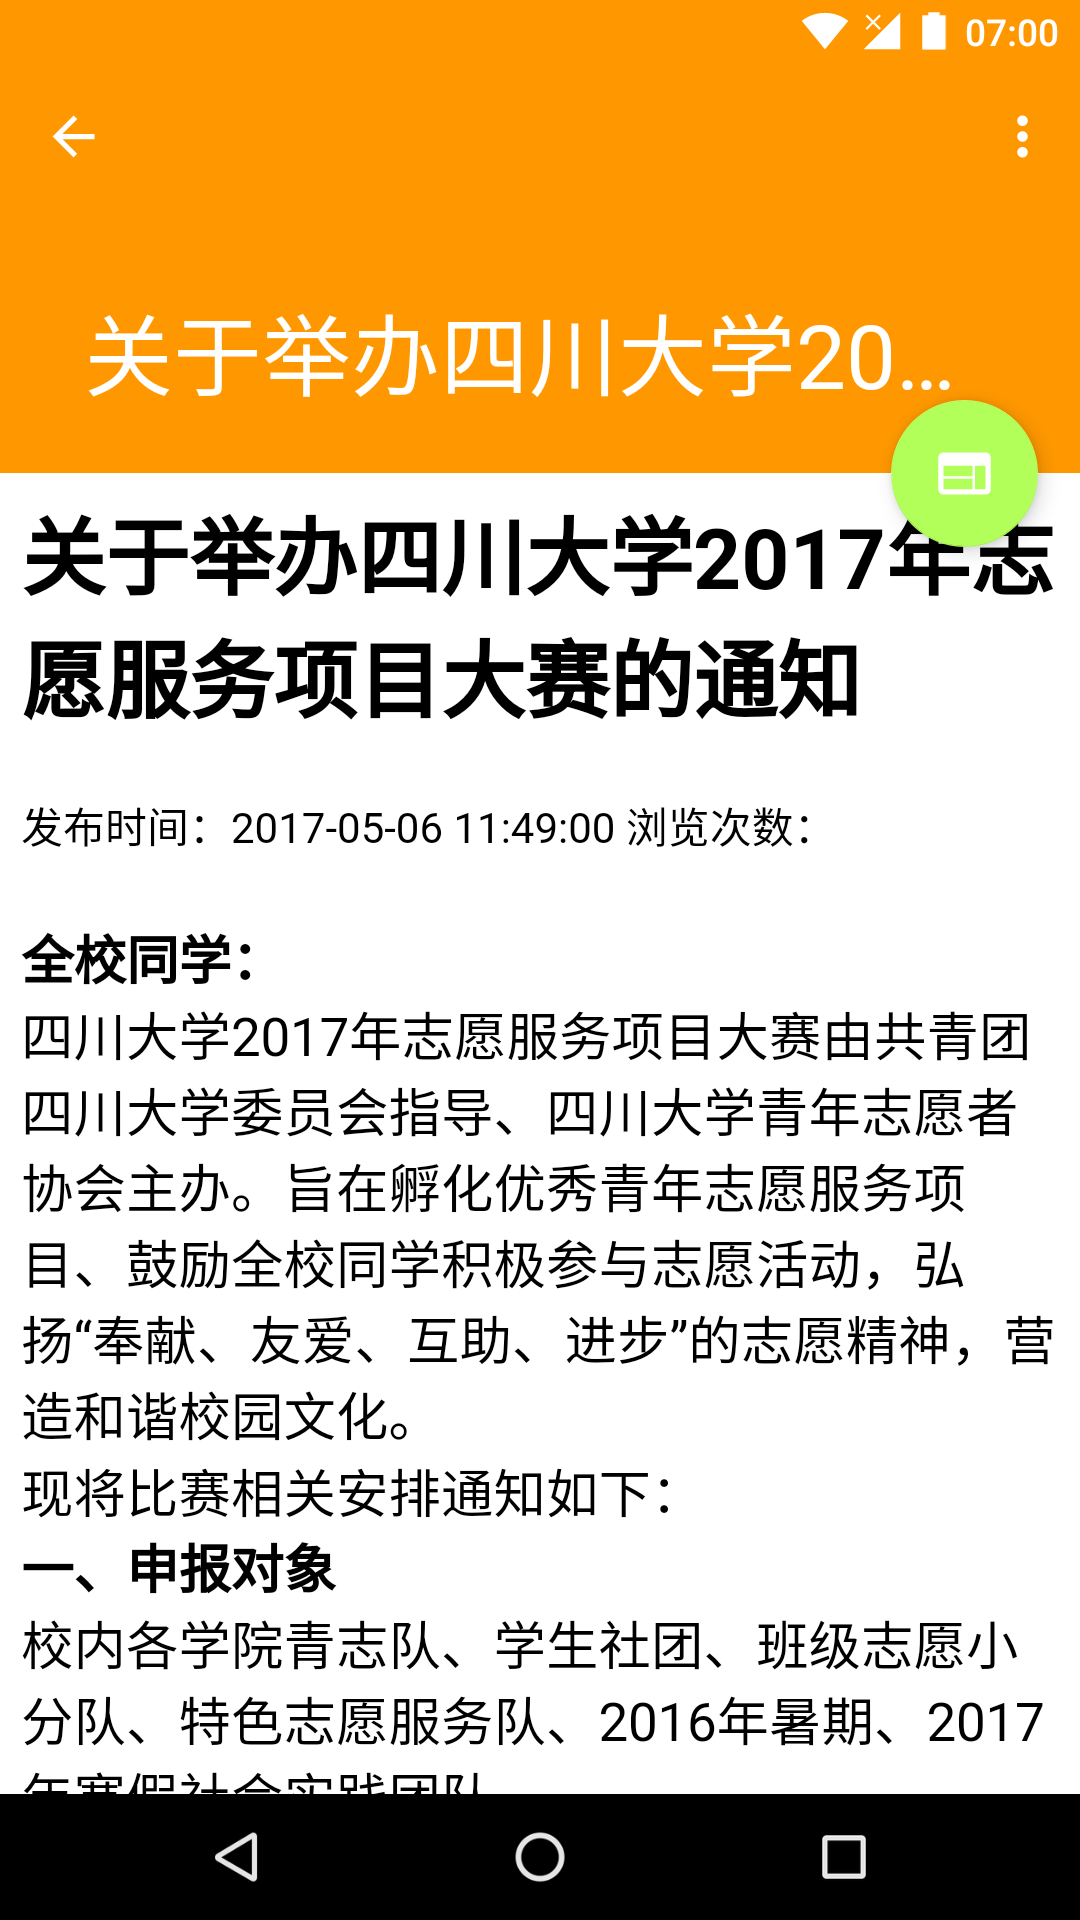 07:00
关于举办四川大学20...
关于举办四川大学2017年志
愿服务项目大赛的通知
发布时间：2017-05-06 11:49:00 浏览次数：
全校同学：
四川大学2017年志愿服务项目大赛由共青团
四川大学委员会指导、四川大学青年志愿者
协会主办。旨在孵化优秀青年志愿服务项
目、鼓励全校同学积极参与志愿活动，弘
扬“奉献、友爱、互助、进步”的志愿精神，营
造和谐校园文化。
现将比赛相关安排通知如下：
一、申报对象
校内各学院青志队、学生社团、班级志愿小
分队、特色志愿服务队、2016年暑期、2017
年寒假社会实践团队